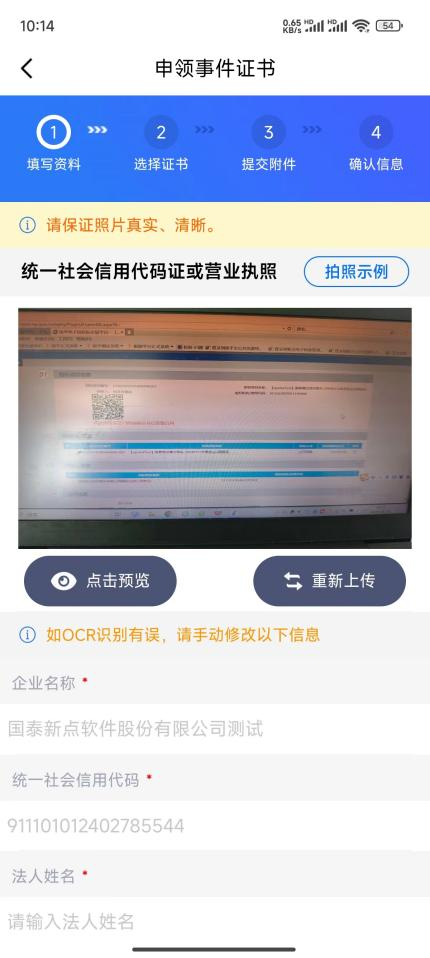 10:14
0.65 KB/s HD HD 54
申领事件证书
1 2 3 4
填写资料 选择证书 提交附件 确认信息
请保证照片真实、清晰。
统一社会信用代码证或营业执照 拍照示例
点击预览 重新上传
如OCR识别有误，请手动修改以下信息
企业名称 *
国泰新点软件股份有限公司测试
统一社会信用代码 *
911101012402785544
法人姓名 *
请输入法人姓名